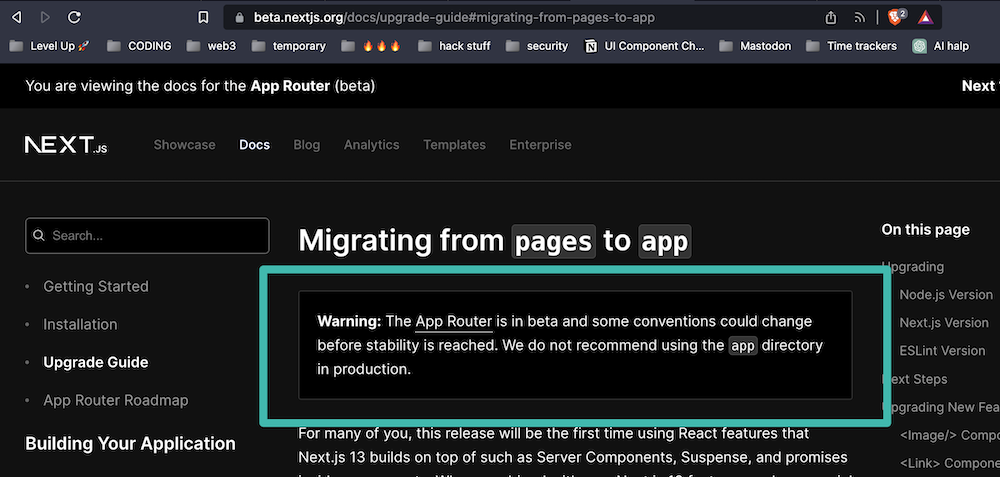 beta.nextjs.org/docs/upgrade-guide#migrating-from-pages-to-app
2
Level Up 🚀 CODING web3 temporary 🔥🔥🔥 hack stuff security UI Component Ch... Mastodon Time trackers AI halp
You are viewing the docs for the App Router (beta)
Next
NEXT.JS Showcase Docs Blog Analytics Templates Enterprise
Search...
Getting Started
Installation
Upgrade Guide
App Router Roadmap
Building Your Application
Migrating from pages to app
Warning: The App Router is in beta and some conventions could change
before stability is reached. We do not recommend using the app directory
in production.
For many of you, this release will be the first time using React features that
Next.js 13 builds on top of such as Server Components, Suspense, and promises
On this page
Upgrading
Node.js Version
Next.js Version
ESLint Version
Next Steps
Upgrading New Fea
<Image/> Compo
<Link> Compon